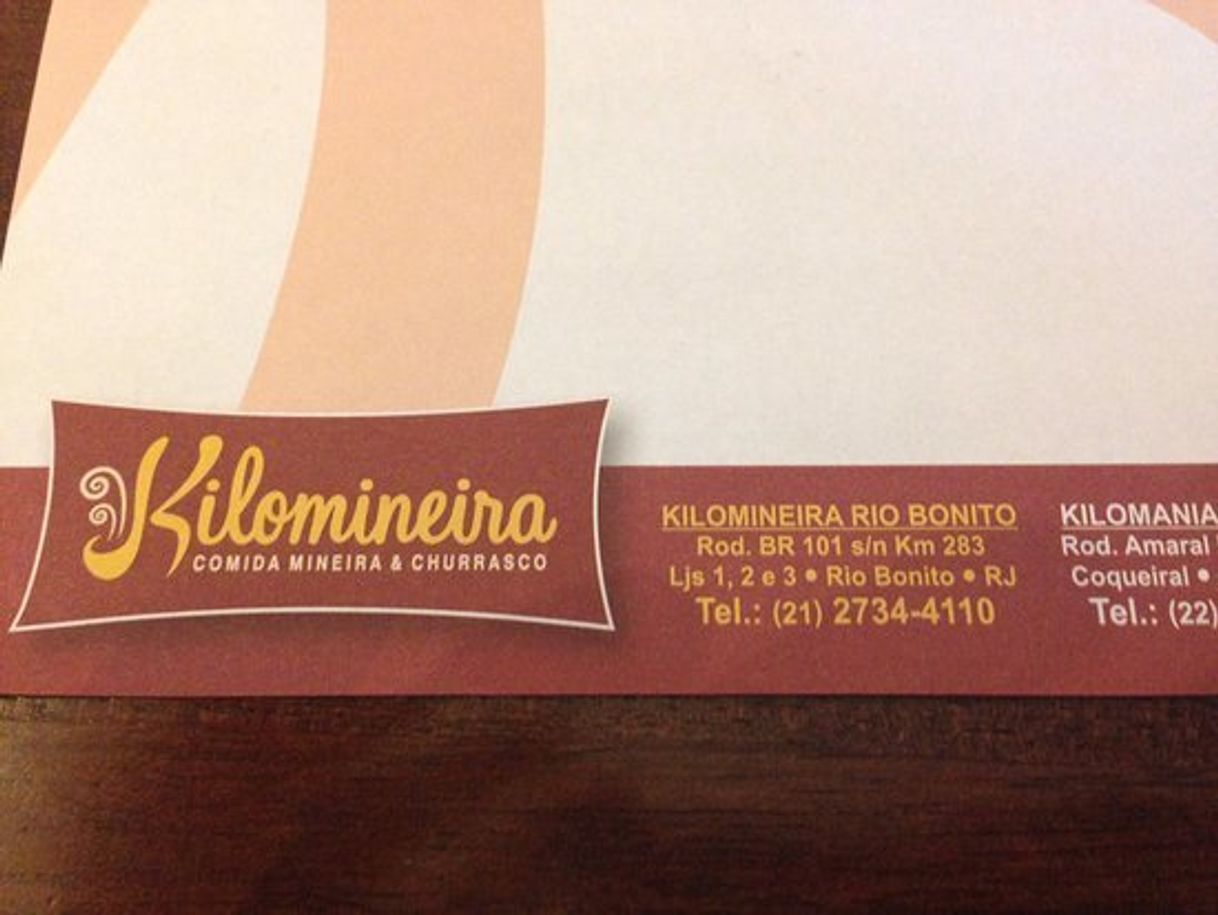 Kilomineira
COMIDA MINEIRA & CHURRASCO
KILOMINEIRA RIO BONITO
Rod. BR 101 s/n Km 283
Ljs 1, 2 e 3 • Rio Bonito • RJ
Tel.: (21) 2734-4110
KILOMANIA
Rod. Amaral
Coqueiral •
Tel.: (22)